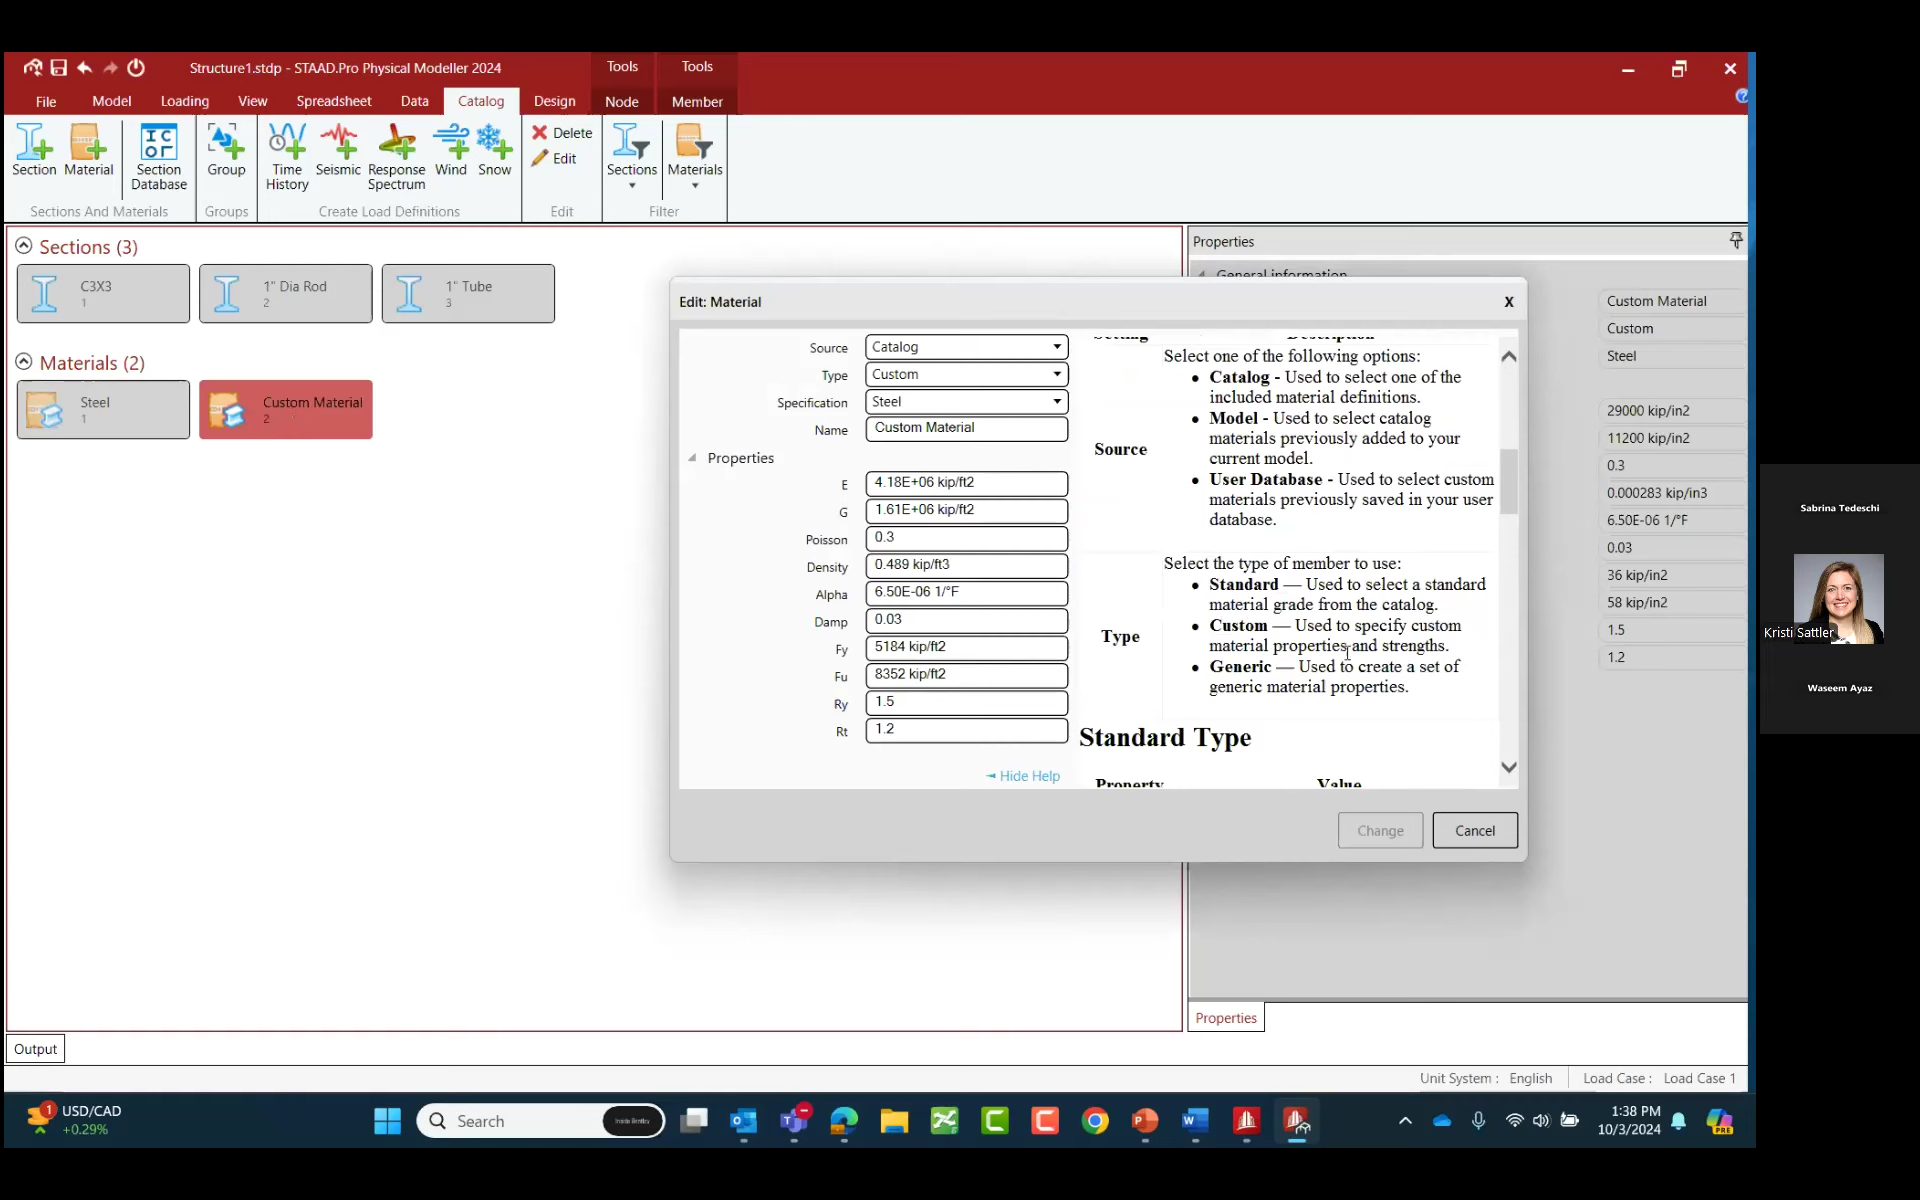 Structure1.stdp - STAAD.Pro Physical Modeller 2024
Tools
Tools
File
Model
Loading
View
Spreadsheet
Data
Catalog
Design
Node
Member
Section
Material
Section
Database
Group
Time
History
Seismic
Response
Spectrum
Wind
Snow
Delete
Edit
Sections
Materials
Sections And Materials
Groups
Create Load Definitions
Edit
Filter
Sections (3)
C3X3
1
1" Dia Rod
2
1" Tube
3
Materials (2)
Steel
1
Custom Material
2
Properties
General information
Custom Material
Custom
Steel
29000 kip/in2
11200 kip/in2
0.3
0.000283 kip/in3
6.50E-06 1/°F
0.03
36 kip/in2
58 kip/in2
1.5
1.2
Edit: Material
X
Source
Catalog
Type
Custom
Specification
Steel
Name
Custom Material
Properties
E
4.18E+06 kip/ft2
G
1.61E+06 kip/ft2
Poisson
0.3
Density
0.489 kip/ft3
Alpha
6.50E-06 1/°F
Damp
0.03
Fy
5184 kip/ft2
Fu
8352 kip/ft2
Ry
1.5
Rt
1.2
Hide Help
Setting
Description
Source
Select one of the following options:
• Catalog - Used to select one of the
included material definitions.
• Model - Used to select catalog
materials previously added to your
current model.
• User Database - Used to select custom
materials previously saved in your user
database.
Type
Select the type of member to use:
• Standard — Used to select a standard
material grade from the catalog.
• Custom — Used to specify custom
material properties and strengths.
• Generic — Used to create a set of
generic material properties.
Standard Type
Property
Value
Change
Cancel
Properties
Output
Unit System : English
Load Case : Load Case 1
Sabrina Tedeschi
Kristi Sattler
Waseem Ayaz
1
USD/CAD
+0.29%
Search
Inside Bentley
1:38 PM
10/3/2024
PRE